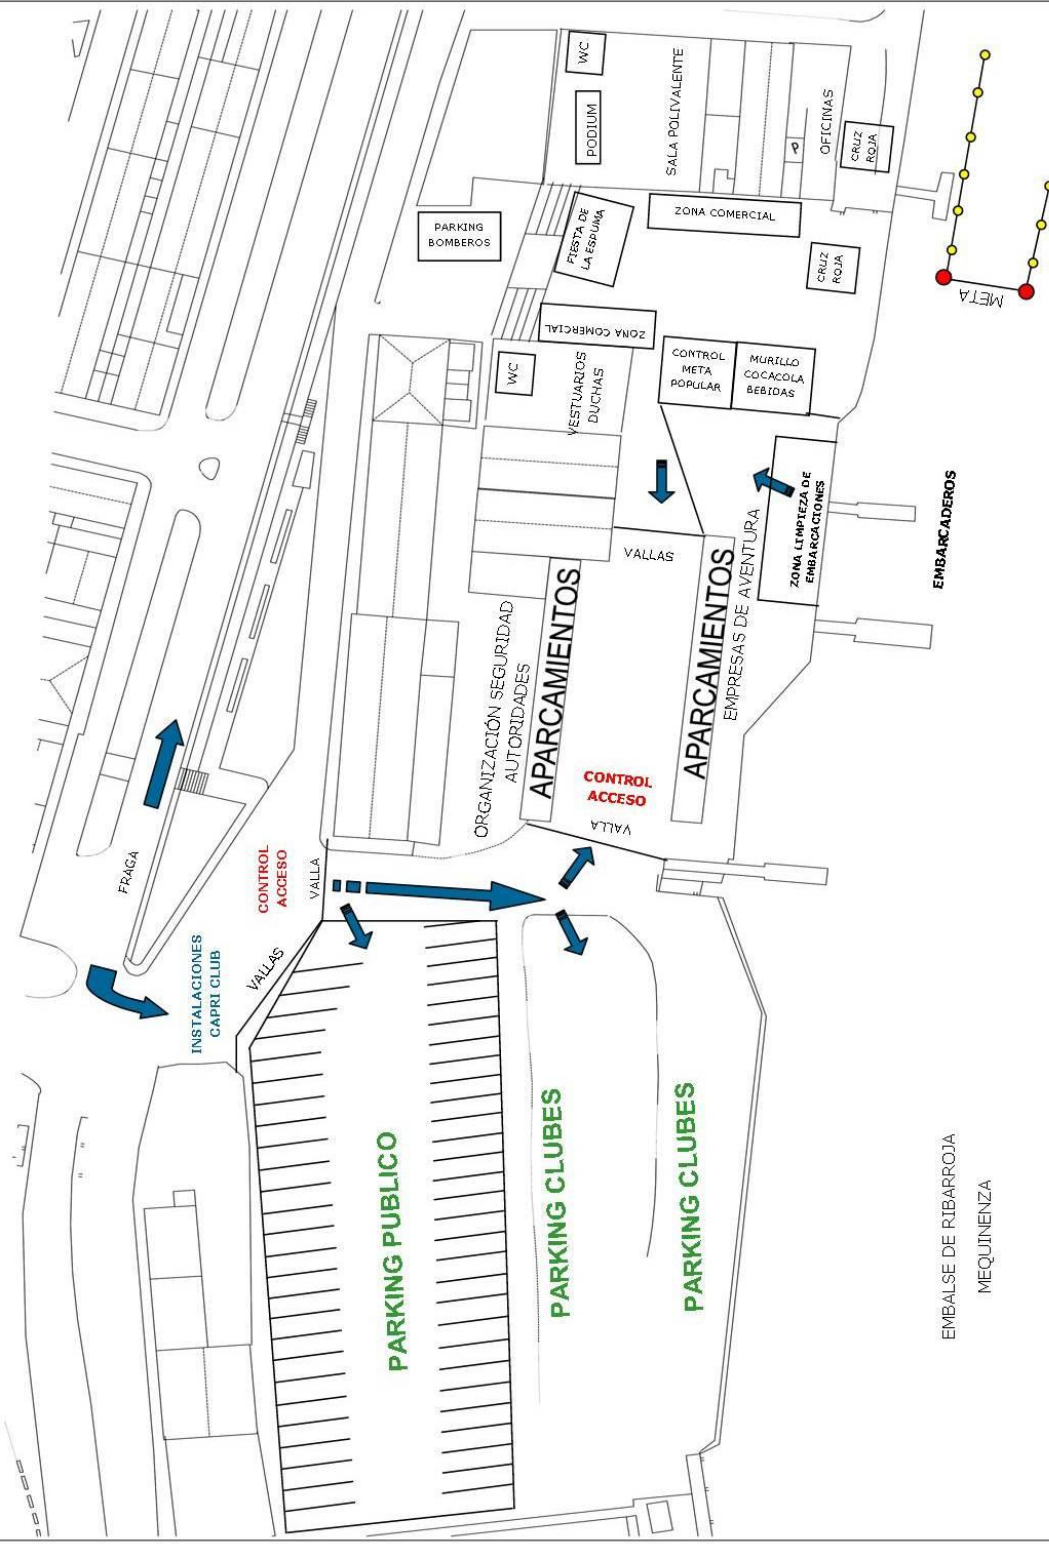 WC
PODIUM
SALA POLIVALENTE
P
OFICINAS
CRUZ
ROJA
PARKING
BOMBEROS
FIESTA DE
LA ESPUMA
ZONA COMERCIAL
CRUZ
ROJA
META
ZONA COMERCIAL
WC
VESTUARIOS
DUCHAS
CONTROL
META
POPULAR
MURILLO
COCACOLA
BEBIDAS
VALLAS
ZONA LIMPIEZA DE
EMBARCACIONES
EMBARCADEROS
ORGANIZACIÓN SEGURIDAD
AUTORIDADES
APARCAMIENTOS
APARCAMIENTOS
EMPRESAS DE AVENTURA
CONTROL
ACCESO
VALLA
FRAGA
CONTROL
ACCESO
VALLA
VALLAS
INSTALACIONES
CAPRI CLUB
PARKING PUBLICO
PARKING CLUBES
PARKING CLUBES
EMBALSE DE RIBARROJA
MEQUINENZA